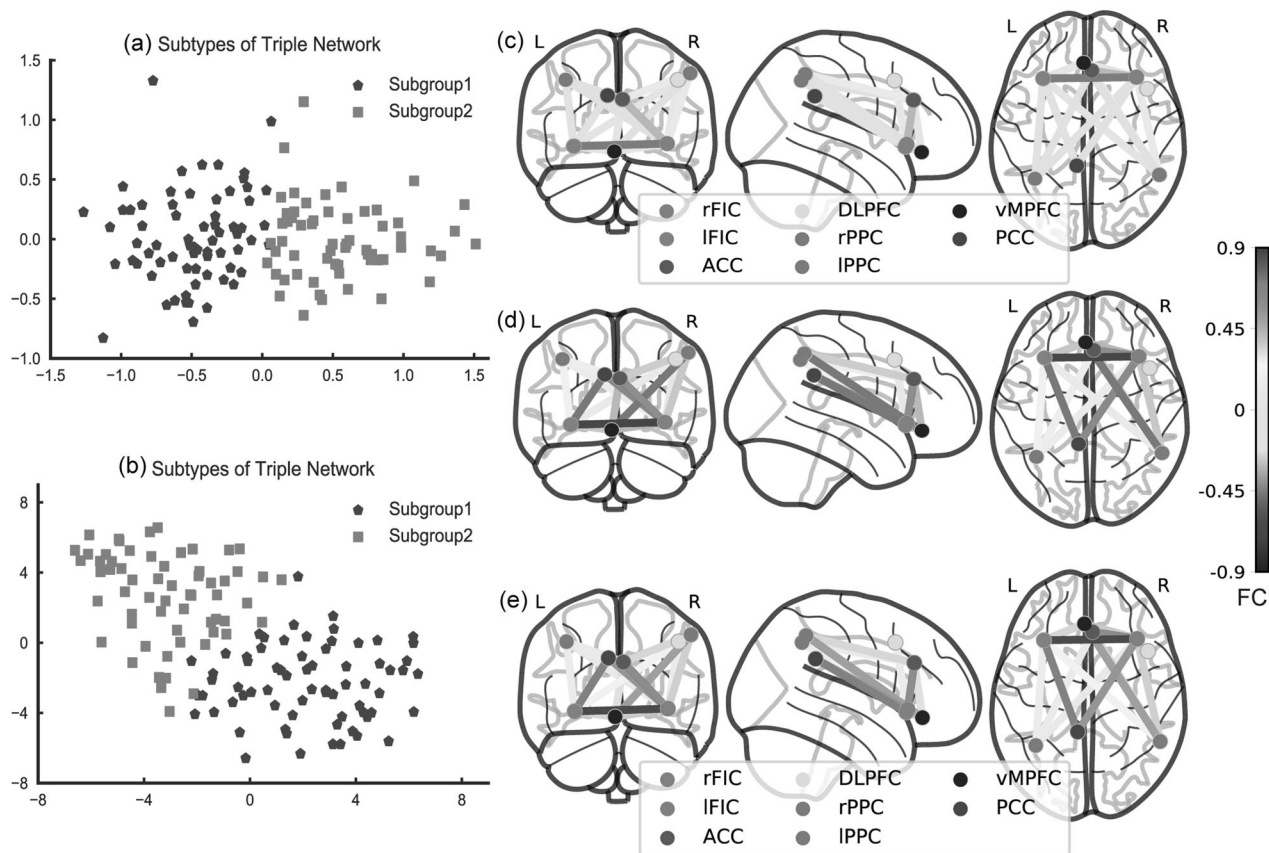 (a) Subtypes of Triple Network
1.5
1.0
0.5
0.0
−0.5
−1.0
−1.5 −1.0 −0.5 0.0 0.5 1.0 1.5
Subgroup1
Subgroup2
(b) Subtypes of Triple Network
8
4
0
−4
−8
−8 −4 0 4 8
Subgroup1
Subgroup2
(c)
L R
L R
rFIC DLPFC vMPFC
lFIC rPPC PCC
ACC lPPC
(d)
L R
L R
(e)
L R
L R
rFIC DLPFC vMPFC
lFIC rPPC PCC
ACC lPPC
0.9
0.45
0
-0.45
-0.9
FC